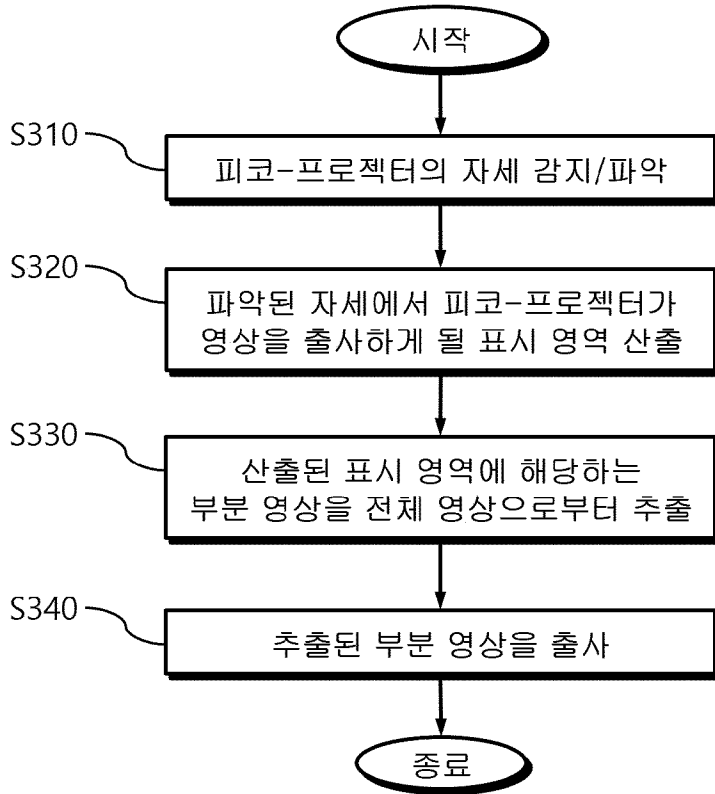 시작
S310
피코-프로젝터의 자세 감지/파악
S320
파악된 자세에서 피코-프로젝터가
영상을 출사하게 될 표시 영역 산출
S330
산출된 표시 영역에 해당하는
부분 영상을 전체 영상으로부터 추출
S340
추출된 부분 영상을 출사
종료